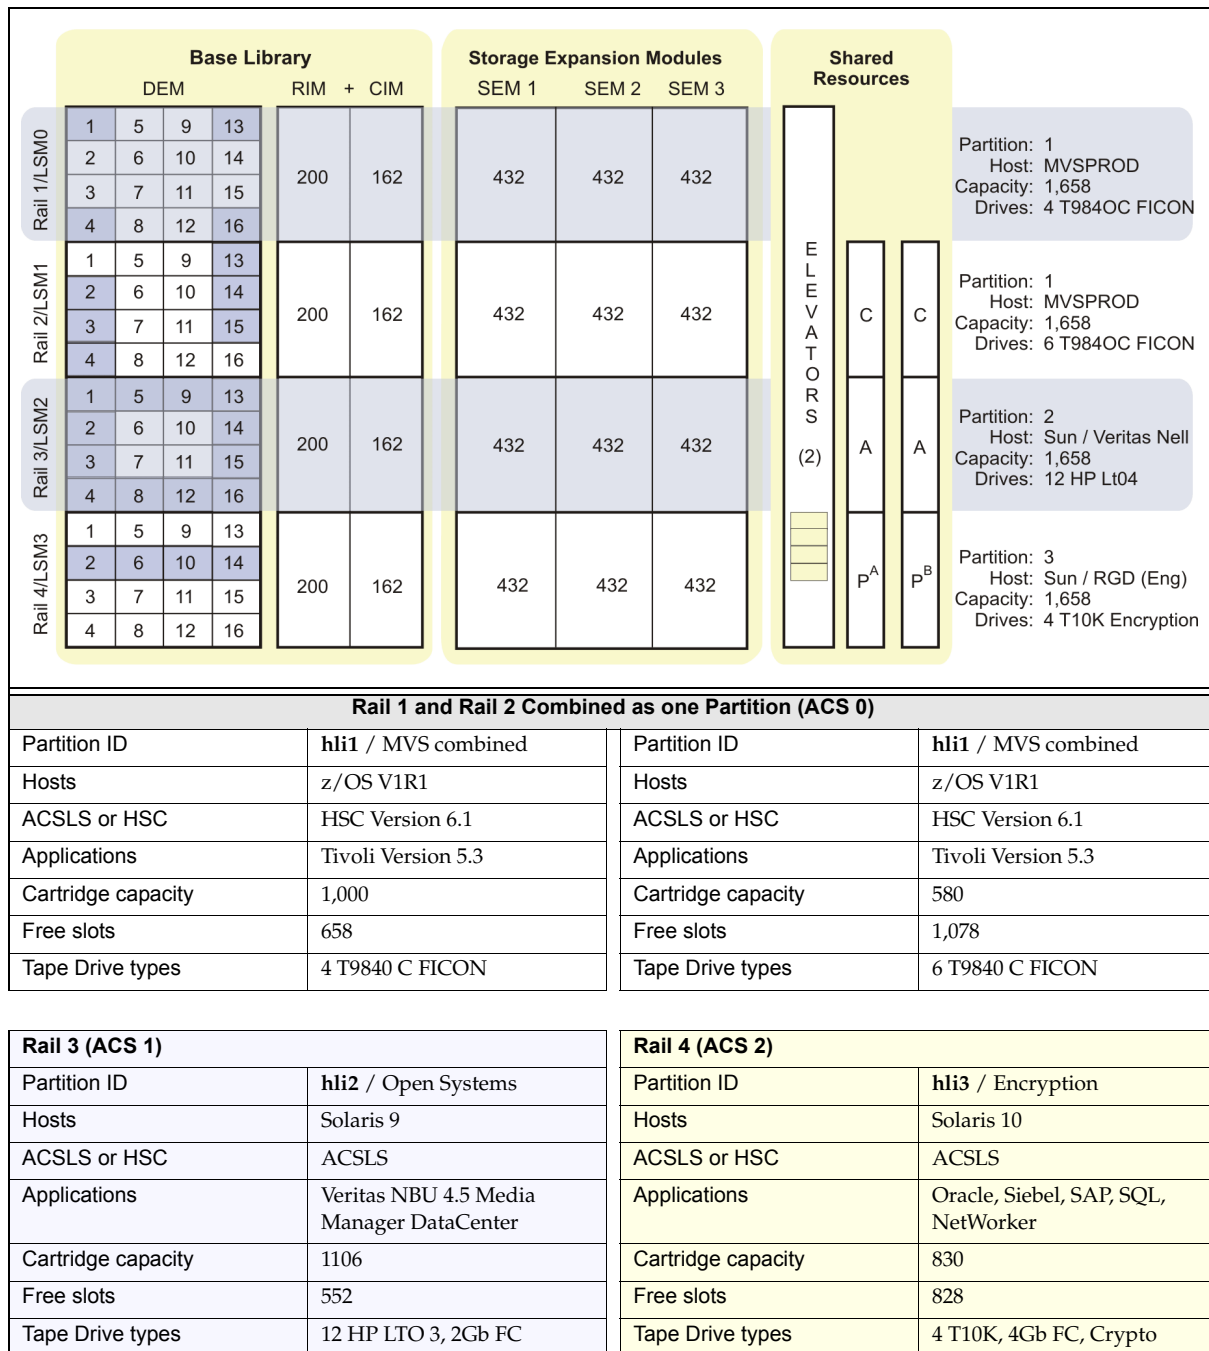 Base Library
Storage Expansion Modules
Shared
Resources
DEM
RIM + CIM
SEM 1
SEM 2
SEM 3
Rail 1/LSM0
1 5 9 13
2 6 10 14
3 7 11 15
4 8 12 16
200
162
432
432
432
Partition: 1
Host: MVSPROD
Capacity: 1,658
Drives: 4 T984OC FICON
Rail 2/LSM1
1 5 9 13
2 6 10 14
3 7 11 15
4 8 12 16
200
162
432
432
432
Partition: 1
Host: MVSPROD
Capacity: 1,658
Drives: 6 T984OC FICON
Rail 3/LSM2
1 5 9 13
2 6 10 14
3 7 11 15
4 8 12 16
200
162
432
432
432
Partition: 2
Host: Sun / Veritas Nell
Capacity: 1,658
Drives: 12 HP Lt04
Rail 4/LSM3
1 5 9 13
2 6 10 14
3 7 11 15
4 8 12 16
200
162
432
432
432
Partition: 3
Host: Sun / RGD (Eng)
Capacity: 1,658
Drives: 4 T10K Encryption
ELEVATORS
(2)
C
C
A
A
P^A
P^B
Rail 1 and Rail 2 Combined as one Partition (ACS 0)
Partition ID hli1 / MVS combined Partition ID hli1 / MVS combined
Hosts z/OS V1R1 Hosts z/OS V1R1
ACSLS or HSC HSC Version 6.1 ACSLS or HSC HSC Version 6.1
Applications Tivoli Version 5.3 Applications Tivoli Version 5.3
Cartridge capacity 1,000 Cartridge capacity 580
Free slots 658 Free slots 1,078
Tape Drive types 4 T9840 C FICON Tape Drive types 6 T9840 C FICON
Rail 3 (ACS 1)
Partition ID hli2 / Open Systems
Hosts Solaris 9
ACSLS or HSC ACSLS
Applications Veritas NBU 4.5 Media
Manager DataCenter
Cartridge capacity 1106
Free slots 552
Tape Drive types 12 HP LTO 3, 2Gb FC
Rail 4 (ACS 2)
Partition ID hli3 / Encryption
Hosts Solaris 10
ACSLS or HSC ACSLS
Applications Oracle, Siebel, SAP, SQL,
NetWorker
Cartridge capacity 830
Free slots 828
Tape Drive types 4 T10K, 4Gb FC, Crypto